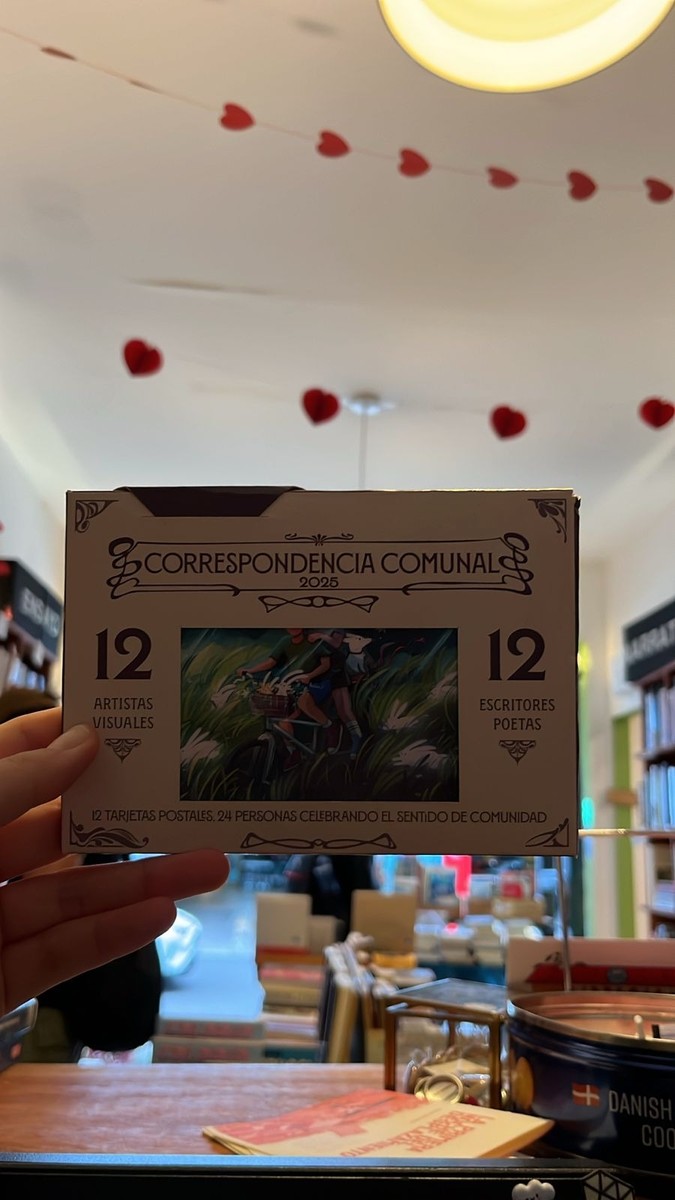 CORRESPONDENCIA COMUNAL
2025
12
ARTISTAS
VISUALES
12
ESCRITORES
POETAS
12 TARJETAS POSTALES, 24 PERSONAS CELEBRANDO EL SENTIDO DE COMUNIDAD
DANISH